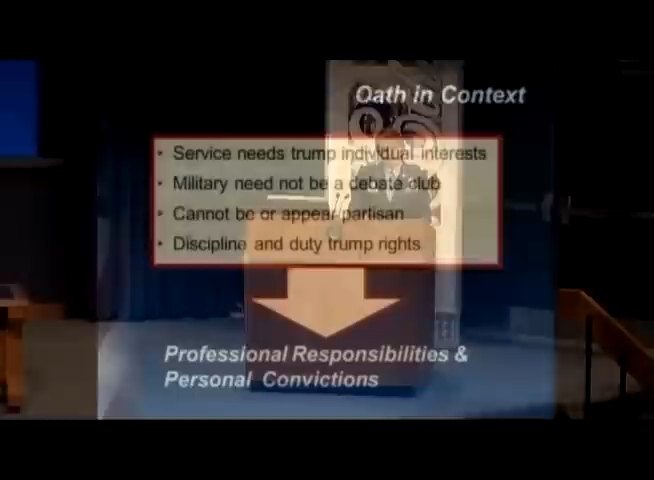 Oath in Context
• Service needs trump individual interests
• Military need not be a debate club
• Cannot be or appear partisan
• Discipline and duty trump rights
Professional Responsibilities &
Personal Convictions